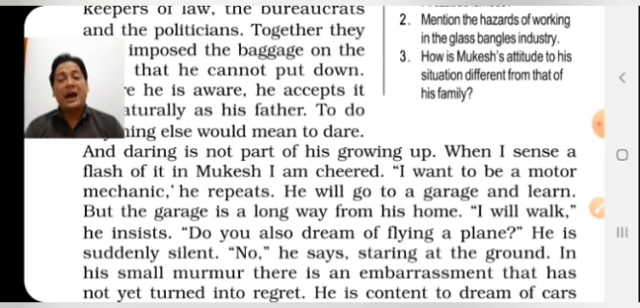 keepers of law, the bureaucrats
and the politicians. Together they
imposed the baggage on the
that he cannot put down.
he is aware, he accepts it
as his father. To do
else would mean to dare.
And daring is not part of his growing up. When I sense a
flash of it in Mukesh I am cheered. “I want to be a motor
mechanic,’ he repeats. He will go to a garage and learn.
But the garage is a long way from his home. “I will walk,”
he insists. “Do you also dream of flying a plane?” He is
suddenly silent. “No,” he says, staring at the ground. In
his small murmur there is an embarrassment that has
not yet turned into regret. He is content to dream of cars
2. Mention the hazards of working
in the glass bangles industry.
3. How is Mukesh’s attitude to his
situation different from that of
his family?